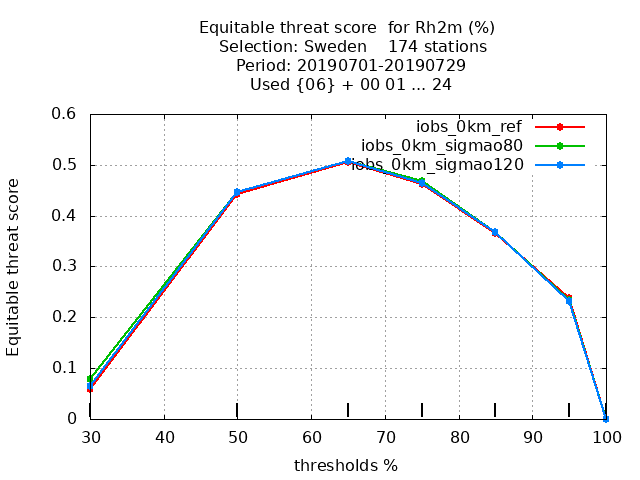 Equitable threat score  for Rh2m (%)
Selection: Sweden    174 stations
Period: 20190701-20190729
Used {06} + 00 01 ... 24
iobs_0km_ref
iobs_0km_sigmao80
iobs_0km_sigmao120
Equitable threat score
0.6
0.5
0.4
0.3
0.2
0.1
0
30 40 50 60 70 80 90 100
thresholds %